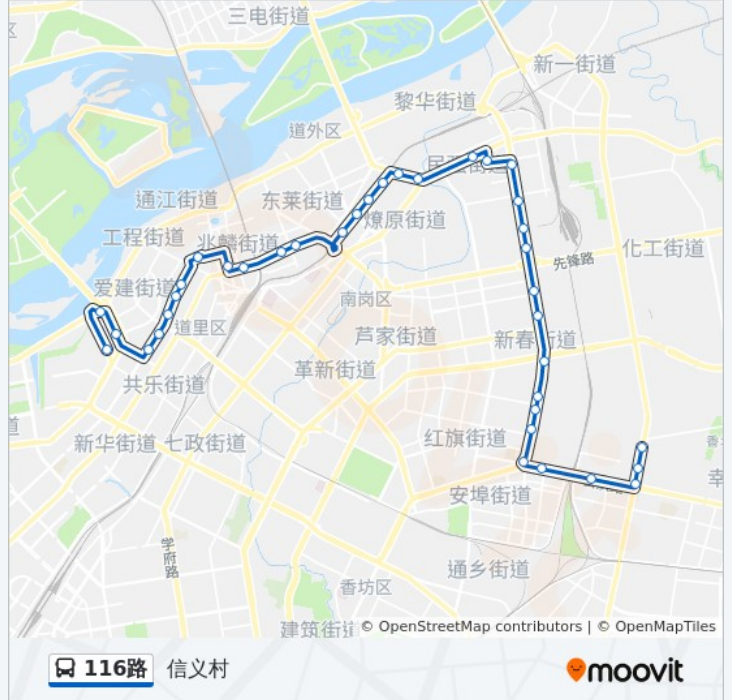 三电街道
新一街道
黎华街道
道外区
通江街道
东莱街道
燎原街道
工程街道
兆麟街道
化工街道
先锋路
爱建街道
南岗区
道里区
芦家街道
新春街道
革新街道
共乐街道
新华街道
七政街道
红旗街道
安埠街道
学府路
通乡街道
香坊区
建筑街道
© OpenStreetMap contributors | © OpenMapTiles
116路 信义村
moovit